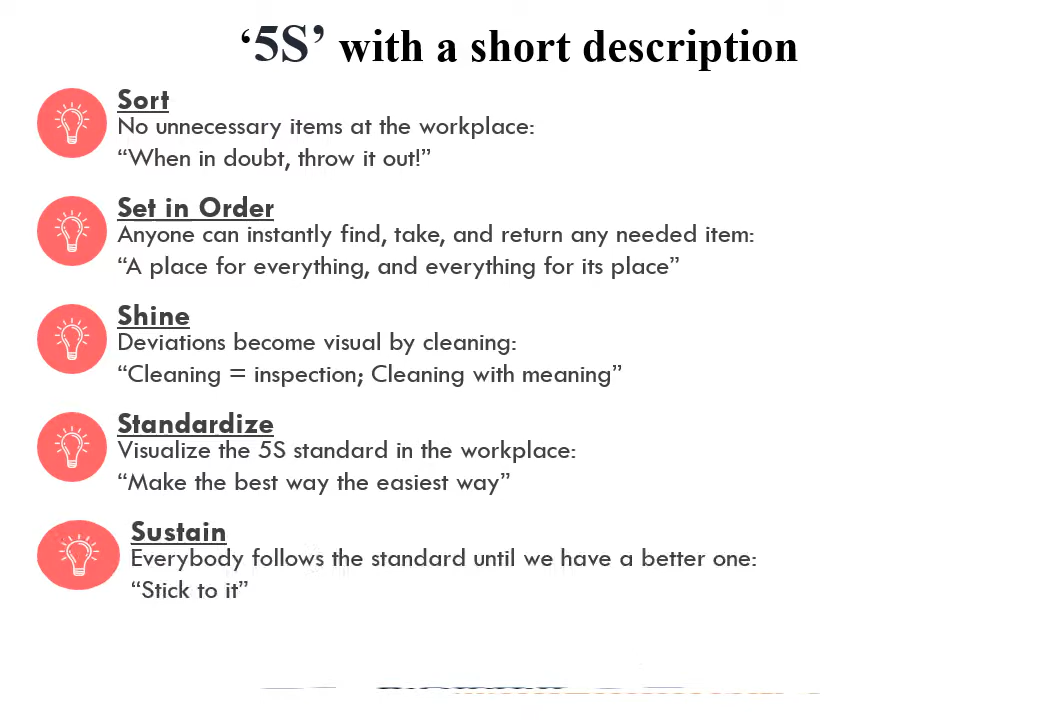 ‘5S’ with a short description
Sort
No unnecessary items at the workplace:
“When in doubt, throw it out!”
Set in Order
Anyone can instantly find, take, and return any needed item:
“A place for everything, and everything for its place”
Shine
Deviations become visual by cleaning:
“Cleaning = inspection; Cleaning with meaning”
Standardize
Visualize the 5S standard in the workplace:
“Make the best way the easiest way”
Sustain
Everybody follows the standard until we have a better one:
“Stick to it”